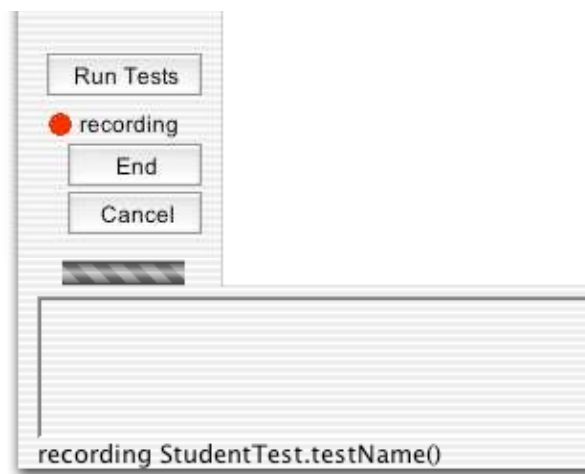 Run Tests
recording
End
Cancel
recording StudentTest.testName()